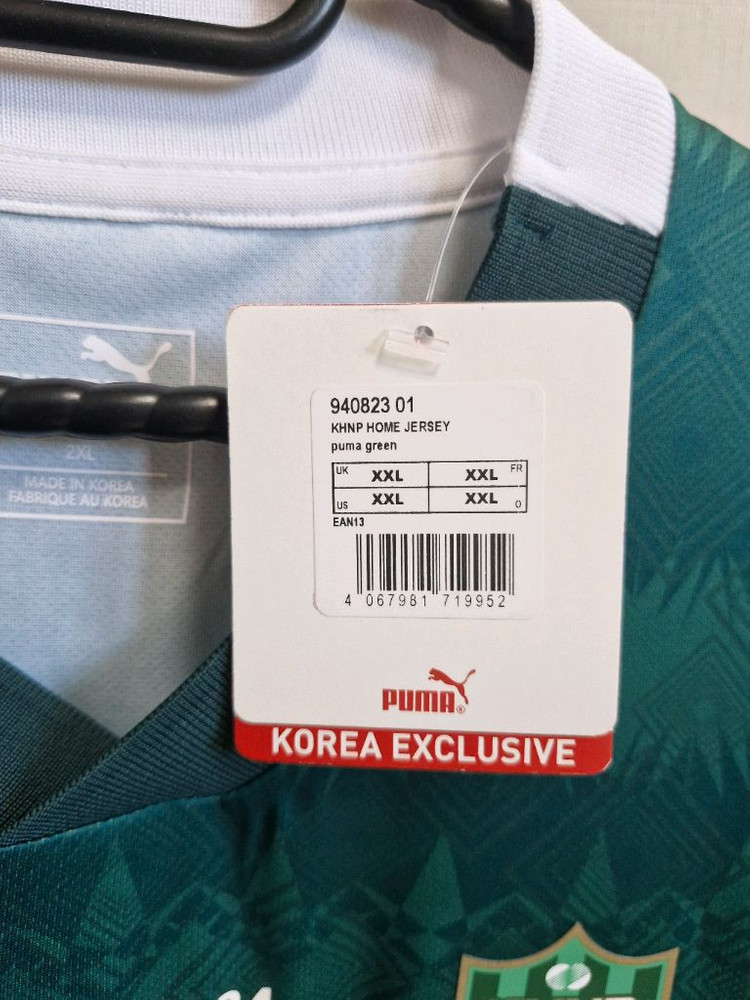 940823 01
KHNP HOME JERSEY
puma green
UK XXL XXL FR
US XXL XXL
EAN13
4 067981 719952
PUMA®
KOREA EXCLUSIVE
2XL
MADE IN KOREA
FABRIQUE AU KOREA